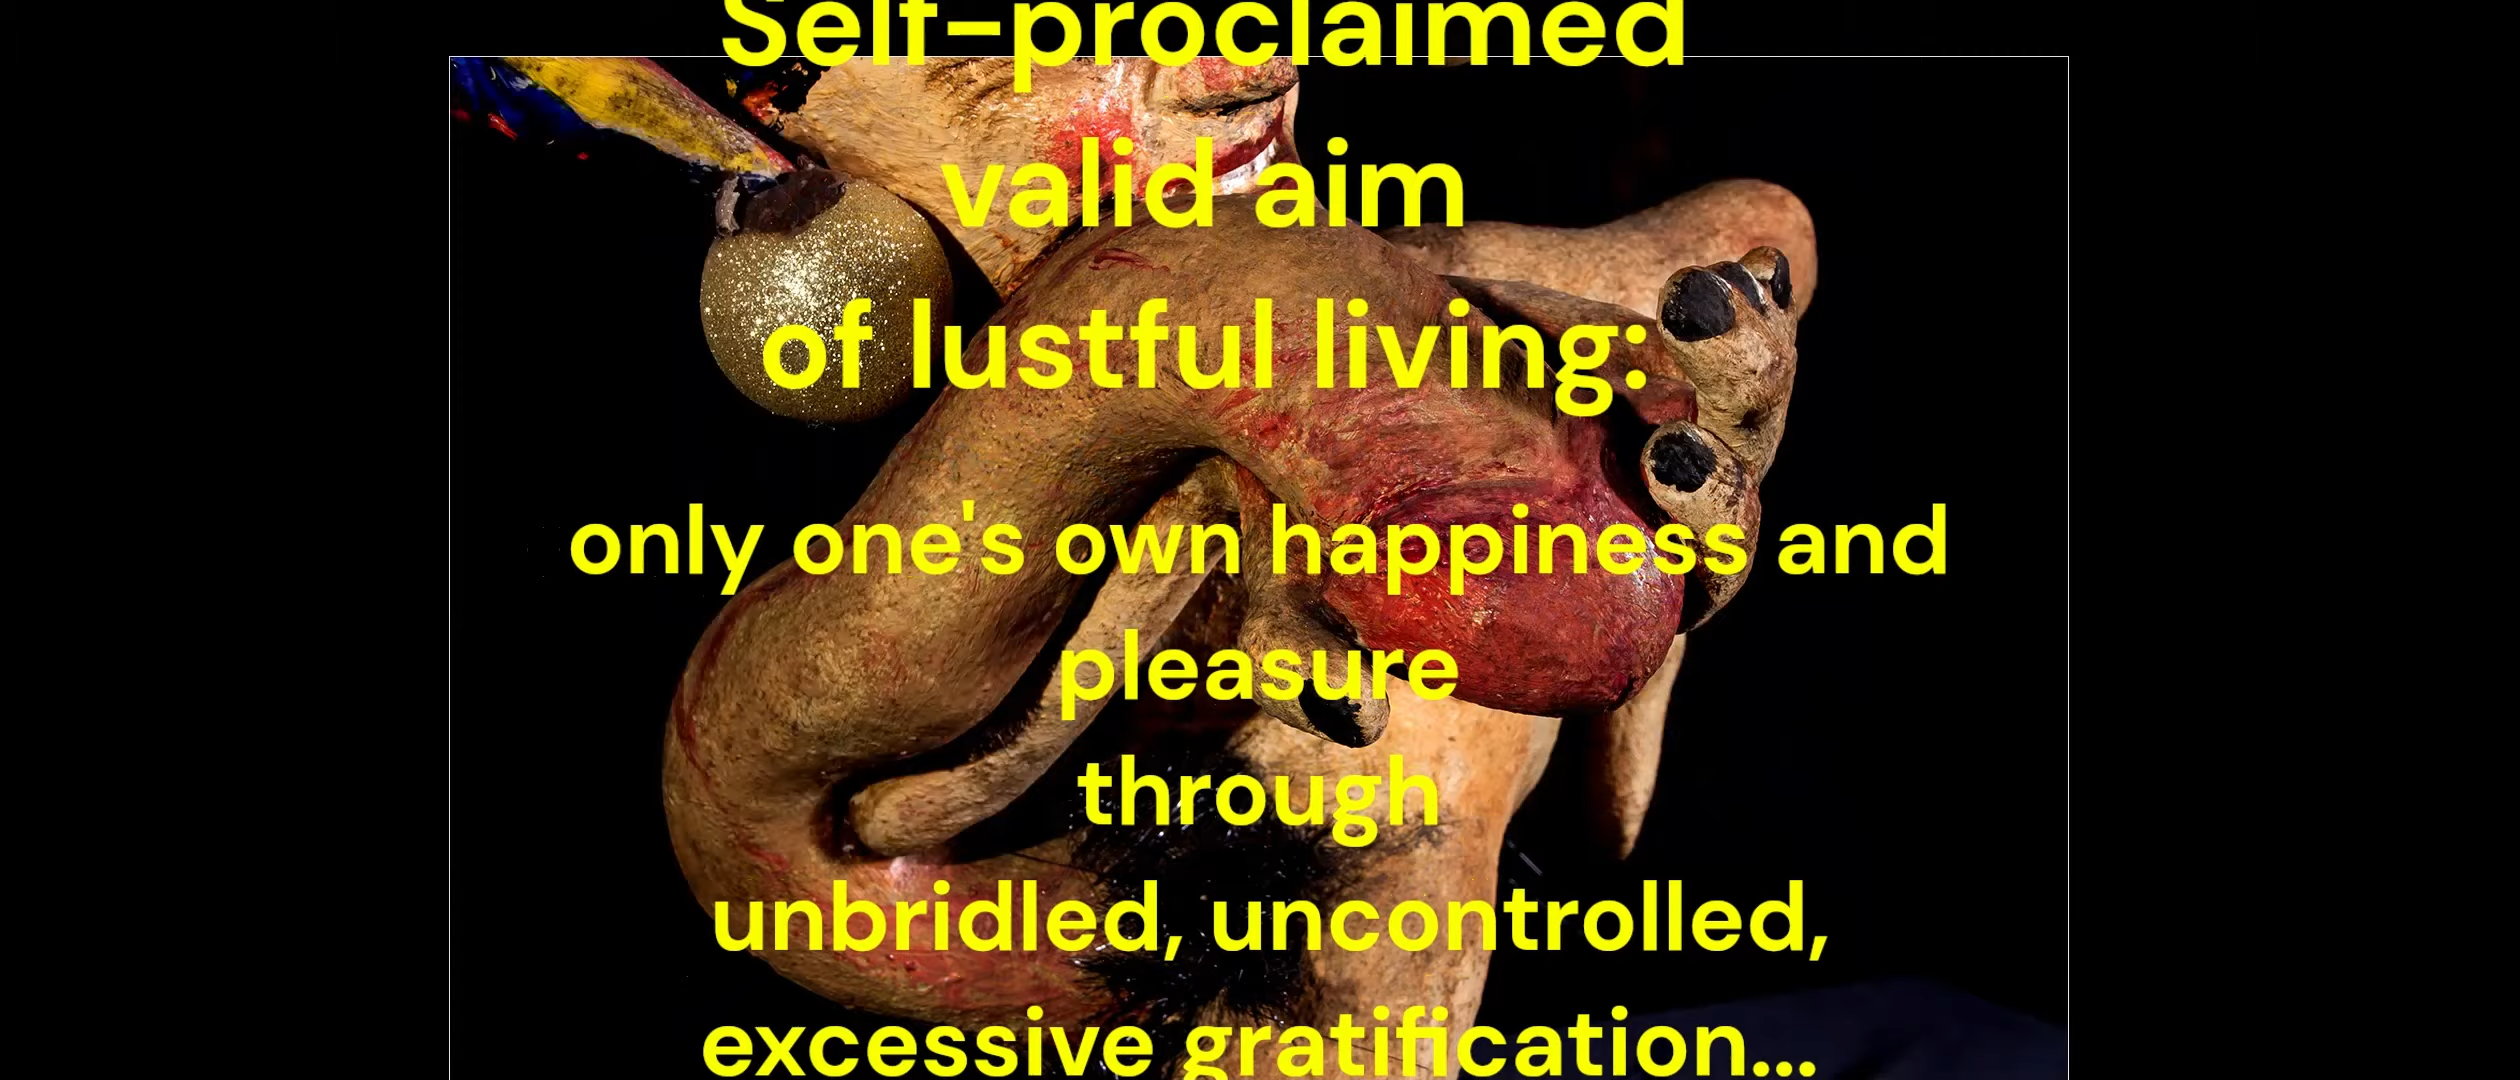 Self-proclaimed
valid aim
of lustful living:
only one's own happiness and
pleasure
through
unbridled, uncontrolled,
excessive gratification...